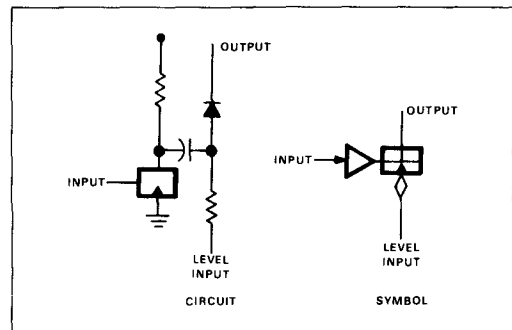 OUTPUT
INPUT
LEVEL
INPUT
CIRCUIT
OUTPUT
INPUT
LEVEL
INPUT
SYMBOL